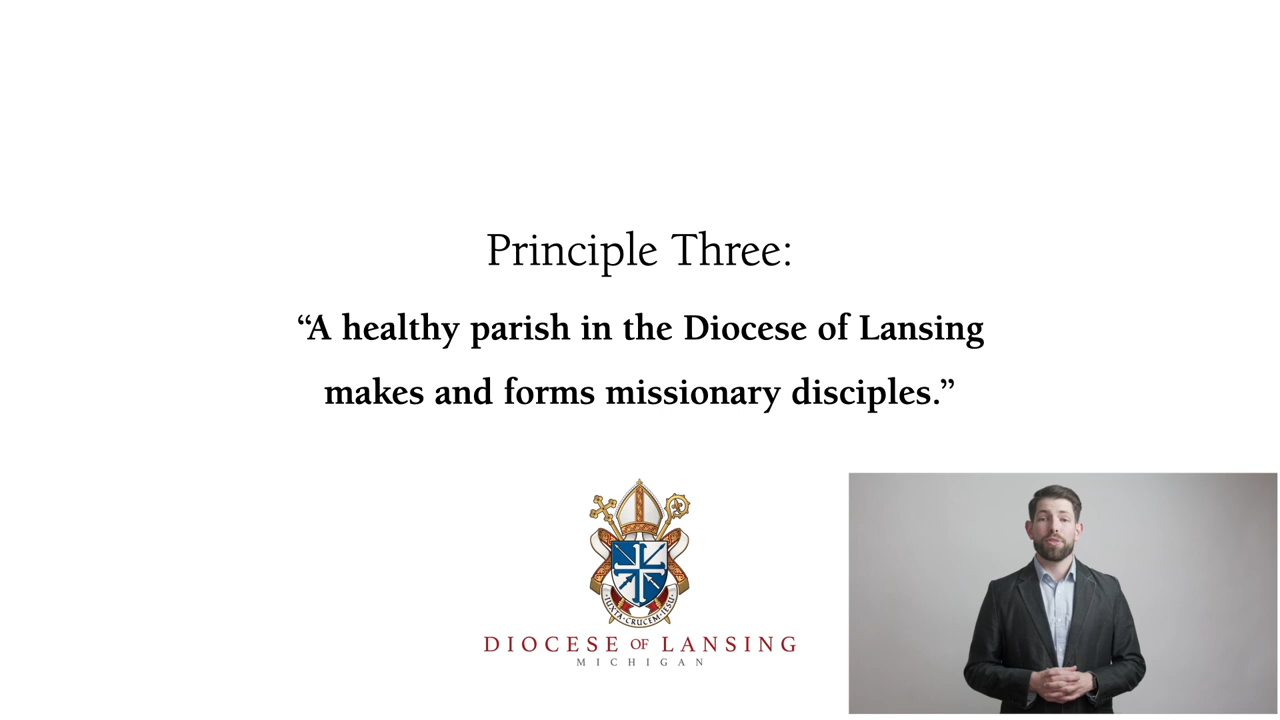 Principle Three:
“A healthy parish in the Diocese of Lansing
makes and forms missionary disciples.”
JUXTA·CRUCEM·IESU
DIOCESE OF LANSING
MICHIGAN